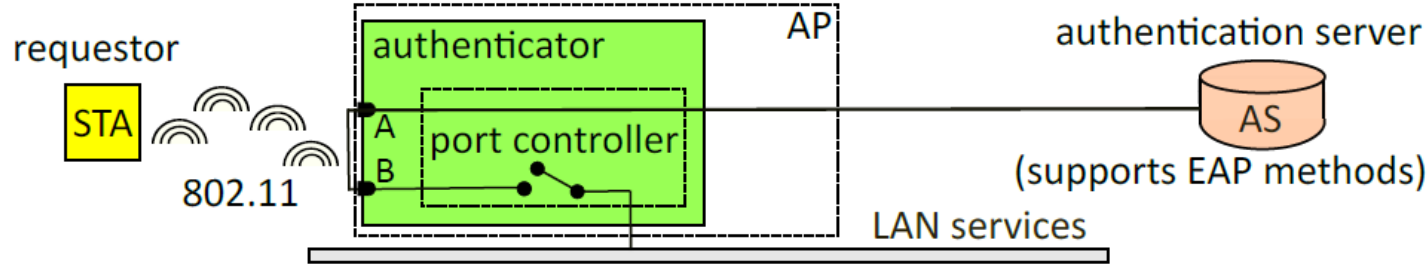 requestor
STA
802.11
AP
authenticator
A
port controller
B
authentication server
AS
(supports EAP methods)
LAN services